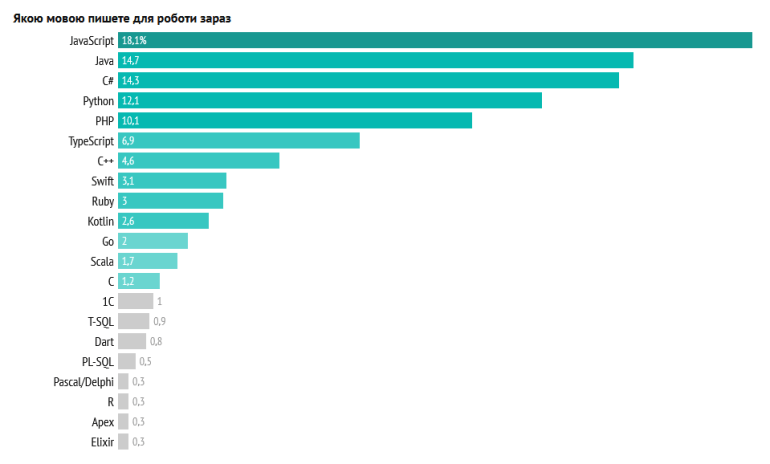 Якою мовою пишете для роботи зараз
JavaScript 18,1%
Java 14,7
C# 14,3
Python 12,1
PHP 10,1
TypeScript 6,9
C++ 4,6
Swift 3,1
Ruby 3
Kotlin 2,6
Go 2
Scala 1,7
C 1,2
1C 1
T-SQL 0,9
Dart 0,8
PL-SQL 0,5
Pascal/Delphi 0,3
R 0,3
Apex 0,3
Elixir 0,3